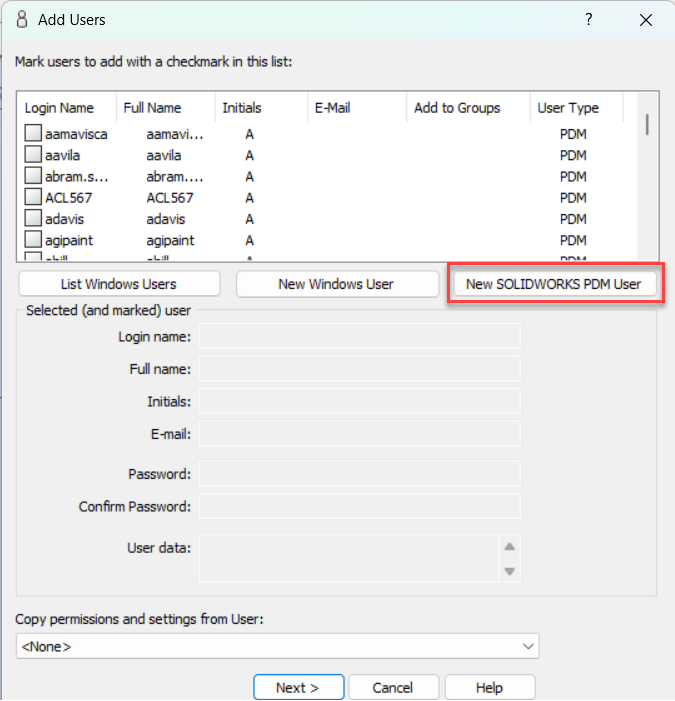 Add Users
?
Mark users to add with a checkmark in this list:
Login Name Full Name Initials E-Mail Add to Groups User Type
aamavisca aamavi... A PDM
aavila aavila A PDM
abram.s... abram.... A PDM
ACL567 ACL567 A PDM
adavis adavis A PDM
agipaint agipaint A PDM
List Windows Users New Windows User New SOLIDWORKS PDM User
Selected (and marked) user
Login name:
Full name:
Initials:
E-mail:
Password:
Confirm Password:
User data:
Copy permissions and settings from User:
<None>
Next > Cancel Help